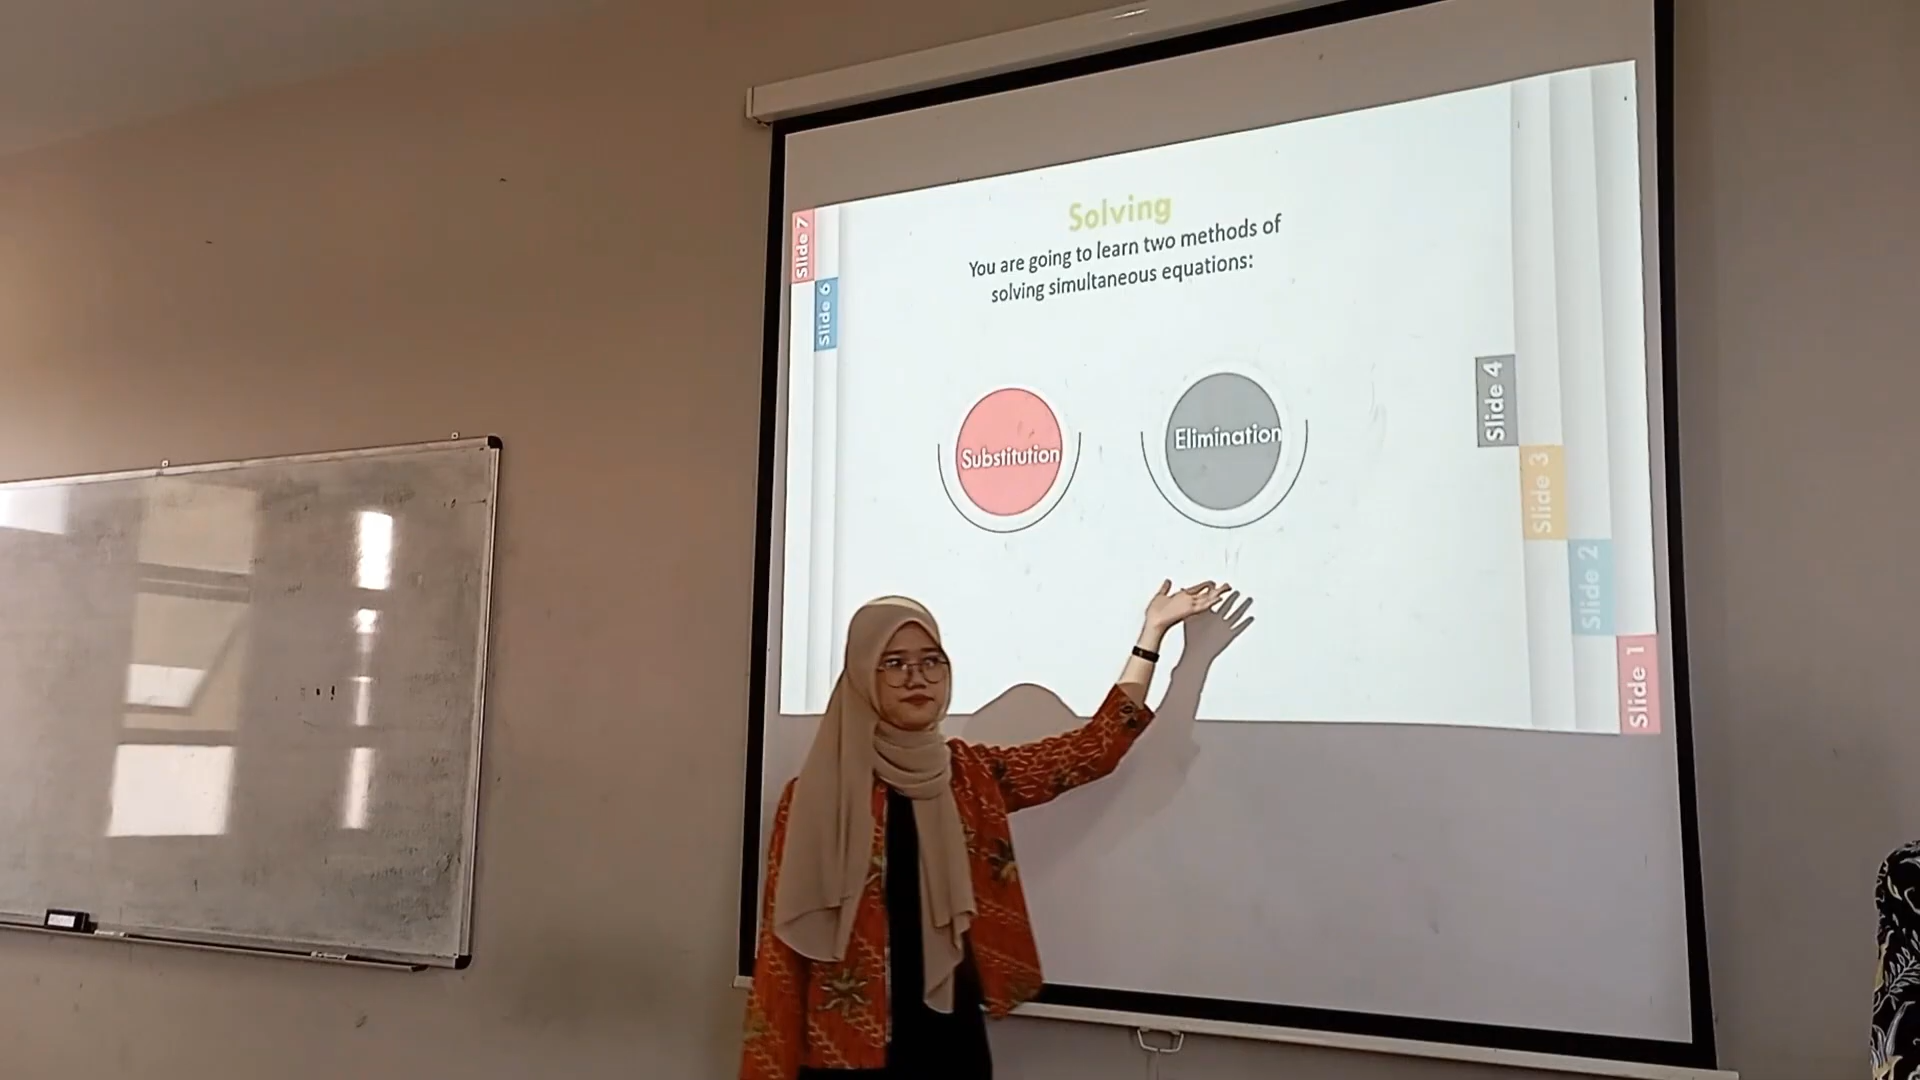 Solving
You are going to learn two methods of
solving simultaneous equations:
Substitution
Elimination
Slide 7
Slide 6
Slide 4
Slide 3
Slide 2
Slide 1